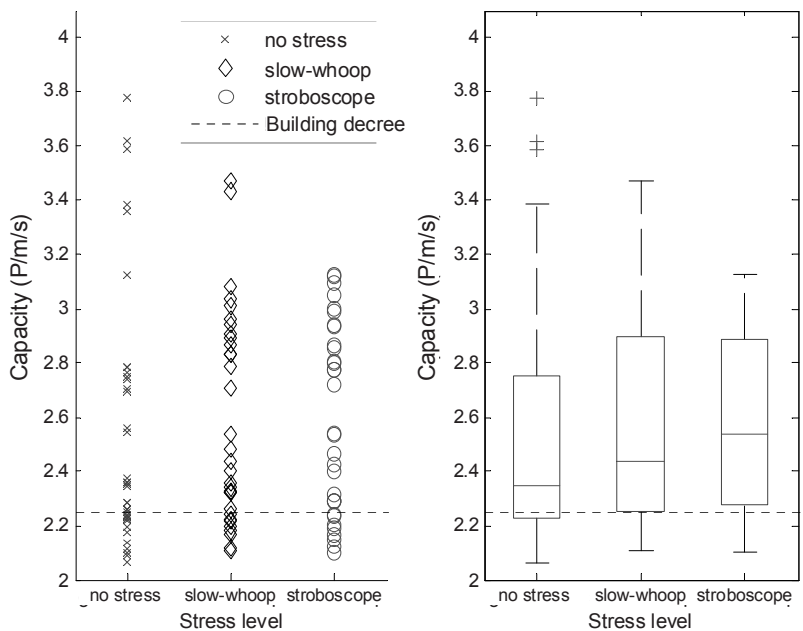 4
3.8
3.6
3.4
3.2
3
2.8
2.6
2.4
2.2
2
Capacity (P/m/s)
no stress
slow-whoop
stroboscope
Building decree
no stress slow-whoop stroboscope
Stress level
4
3.8
3.6
3.4
3.2
3
2.8
2.6
2.4
2.2
2
Capacity (P/m/s)
no stress slow-whoop stroboscope
Stress level